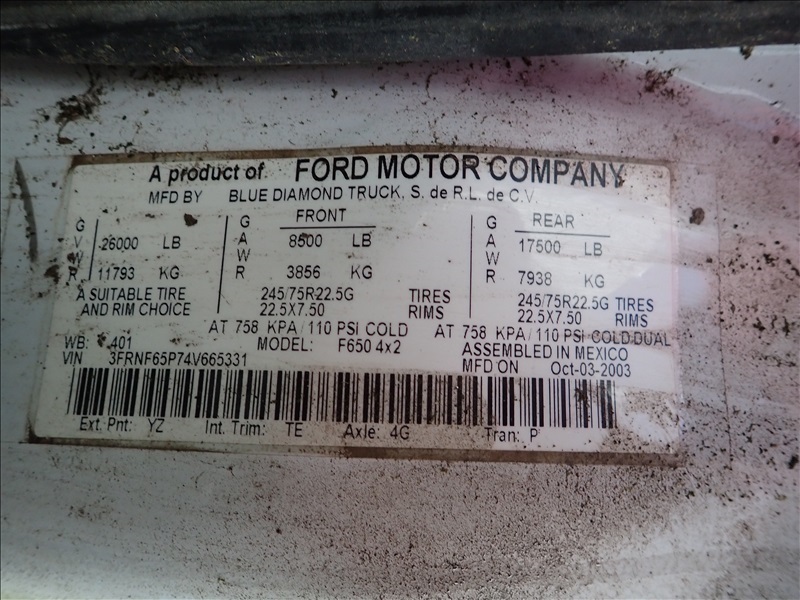 A product of FORD MOTOR COMPANY
MFD BY BLUE DIAMOND TRUCK, S. de R.L. de C.V.
GVWR 26000 LB 11793 KG
GAWR FRONT 8500 LB 3856 KG
GAWR REAR 17500 LB 7938 KG
A SUITABLE TIRE 245/75R22.5G TIRES 245/75R22.5G TIRES
AND RIM CHOICE 22.5X7.50 RIMS 22.5X7.50 RIMS
AT 758 KPA/110 PSI COLD AT 758 KPA/110 PSI COLD DUAL
WB: 401 MODEL: F650 4x2 ASSEMBLED IN MEXICO
VIN 3FRNF65P74V665331 MFD ON Oct-03-2003
Ext. Pnt: YZ Int. Trim: TE Axle: 4G Tran: P